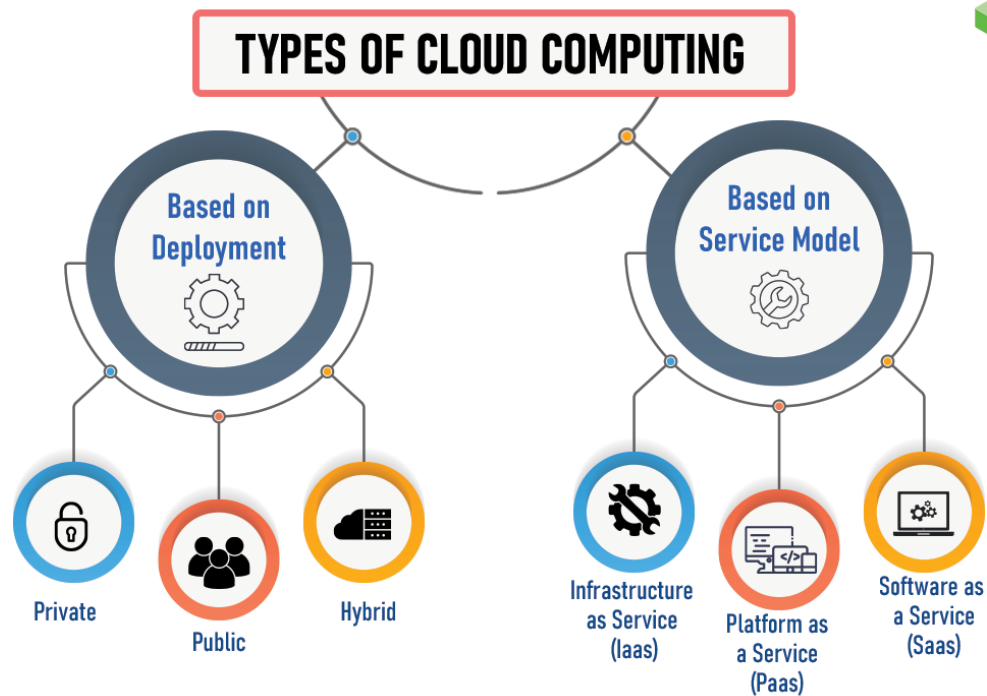 TYPES OF CLOUD COMPUTING
Based on
Deployment
Private
Public
Hybrid
Based on
Service Model
Infrastructure
as Service
(Iaas)
</>
Platform as
a Service
(Paas)
Software as
a Service
(Saas)